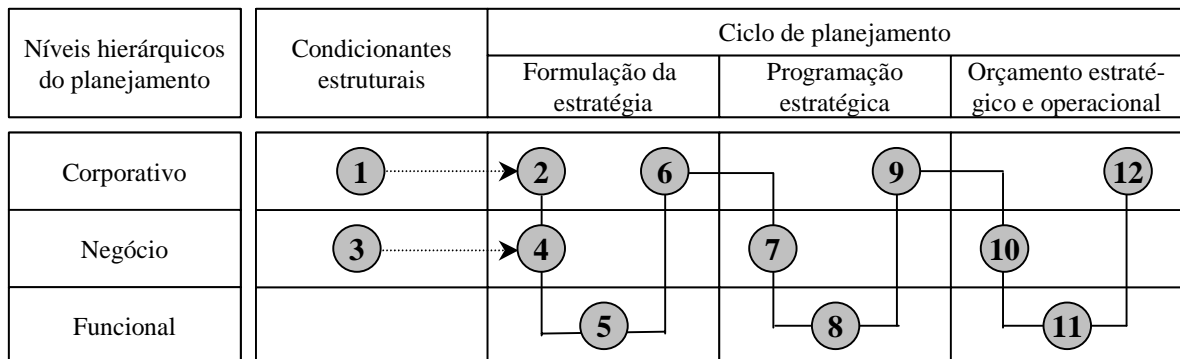 Níveis hierárquicos
do planejamento
Condicionantes
estruturais
Ciclo de planejamento
Formulação da
estratégia
Programação
estratégica
Orçamento estraté-
gico e operacional
Corporativo
1
2
6
9
12
Negócio
3
4
7
10
Funcional
5
8
11